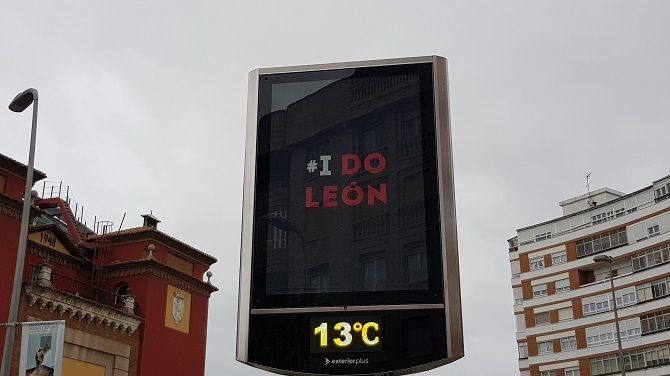 #I DO
LEÓN
13°C
exteriorplus
1948